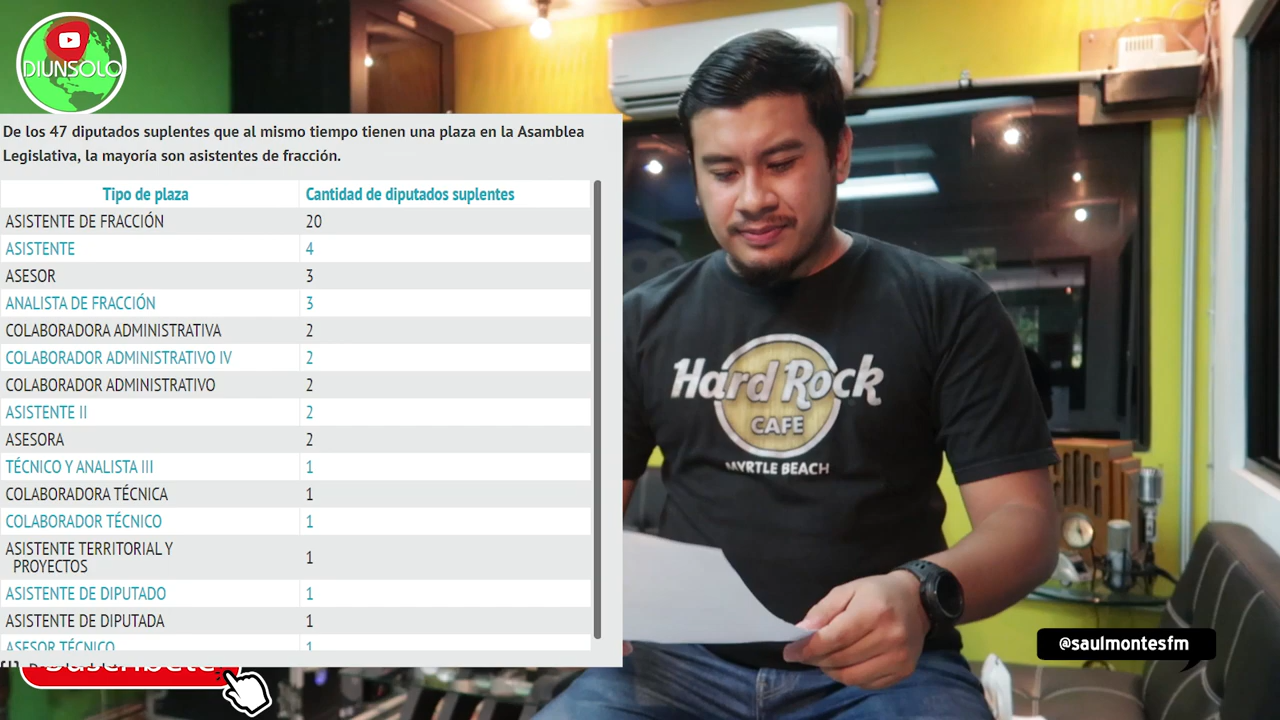 DIUNSOLO
De los 47 diputados suplentes que al mismo tiempo tienen una plaza en la Asamblea
Legislativa, la mayoría son asistentes de fracción.
Tipo de plaza Cantidad de diputados suplentes
ASISTENTE DE FRACCIÓN 20
ASISTENTE 4
ASESOR 3
ANALISTA DE FRACCIÓN 3
COLABORADORA ADMINISTRATIVA 2
COLABORADOR ADMINISTRATIVO IV 2
COLABORADOR ADMINISTRATIVO 2
ASISTENTE II 2
ASESORA 2
TÉCNICO Y ANALISTA III 1
COLABORADORA TÉCNICA 1
COLABORADOR TÉCNICO 1
ASISTENTE TERRITORIAL Y
PROYECTOS 1
ASISTENTE DE DIPUTADO 1
ASISTENTE DE DIPUTADA 1
ASESOR TÉCNICO 1
Hard Rock
CAFE
MYRTLE BEACH
@saulmontesfm